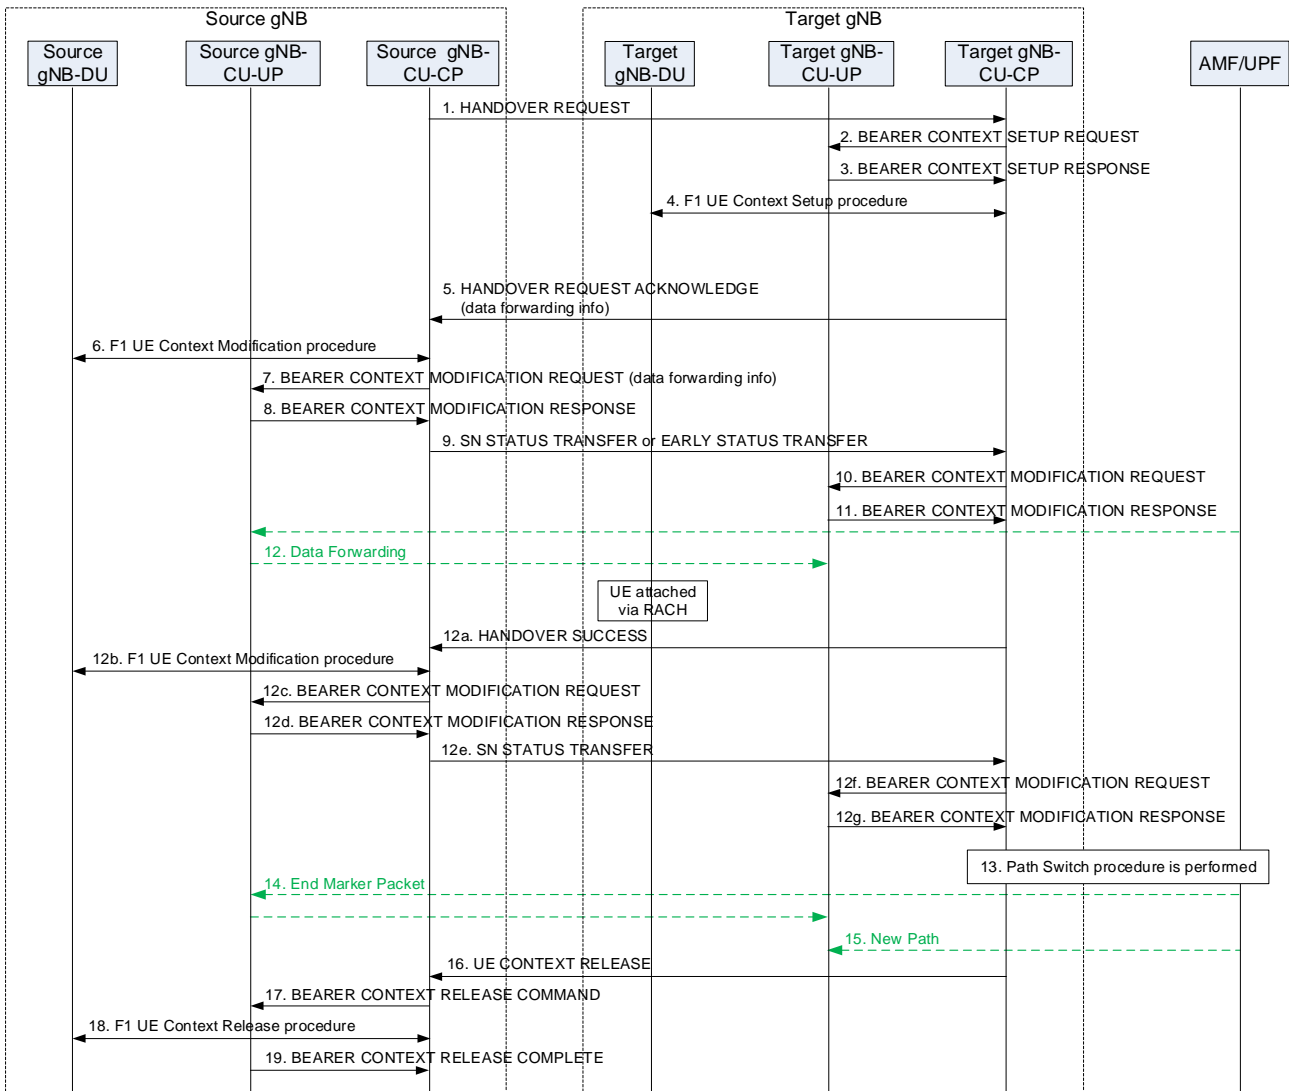 Source gNB
Target gNB
Source
gNB-DU
Source gNB-
CU-UP
Source gNB-
CU-CP
Target
gNB-DU
Target gNB-
CU-UP
Target gNB-
CU-CP
AMF/UPF
1. HANDOVER REQUEST
2. BEARER CONTEXT SETUP REQUEST
3. BEARER CONTEXT SETUP RESPONSE
4. F1 UE Context Setup procedure
5. HANDOVER REQUEST ACKNOWLEDGE
(data forwarding info)
6. F1 UE Context Modification procedure
7. BEARER CONTEXT MODIFICATION REQUEST (data forwarding info)
8. BEARER CONTEXT MODIFICATION RESPONSE
9. SN STATUS TRANSFER or EARLY STATUS TRANSFER
10. BEARER CONTEXT MODIFICATION REQUEST
11. BEARER CONTEXT MODIFICATION RESPONSE
12. Data Forwarding
UE attached
via RACH
12a. HANDOVER SUCCESS
12b. F1 UE Context Modification procedure
12c. BEARER CONTEXT MODIFICATION REQUEST
12d. BEARER CONTEXT MODIFICATION RESPONSE
12e. SN STATUS TRANSFER
12f. BEARER CONTEXT MODIFICATION REQUEST
12g. BEARER CONTEXT MODIFICATION RESPONSE
13. Path Switch procedure is performed
14. End Marker Packet
15. New Path
16. UE CONTEXT RELEASE
17. BEARER CONTEXT RELEASE COMMAND
18. F1 UE Context Release procedure
19. BEARER CONTEXT RELEASE COMPLETE